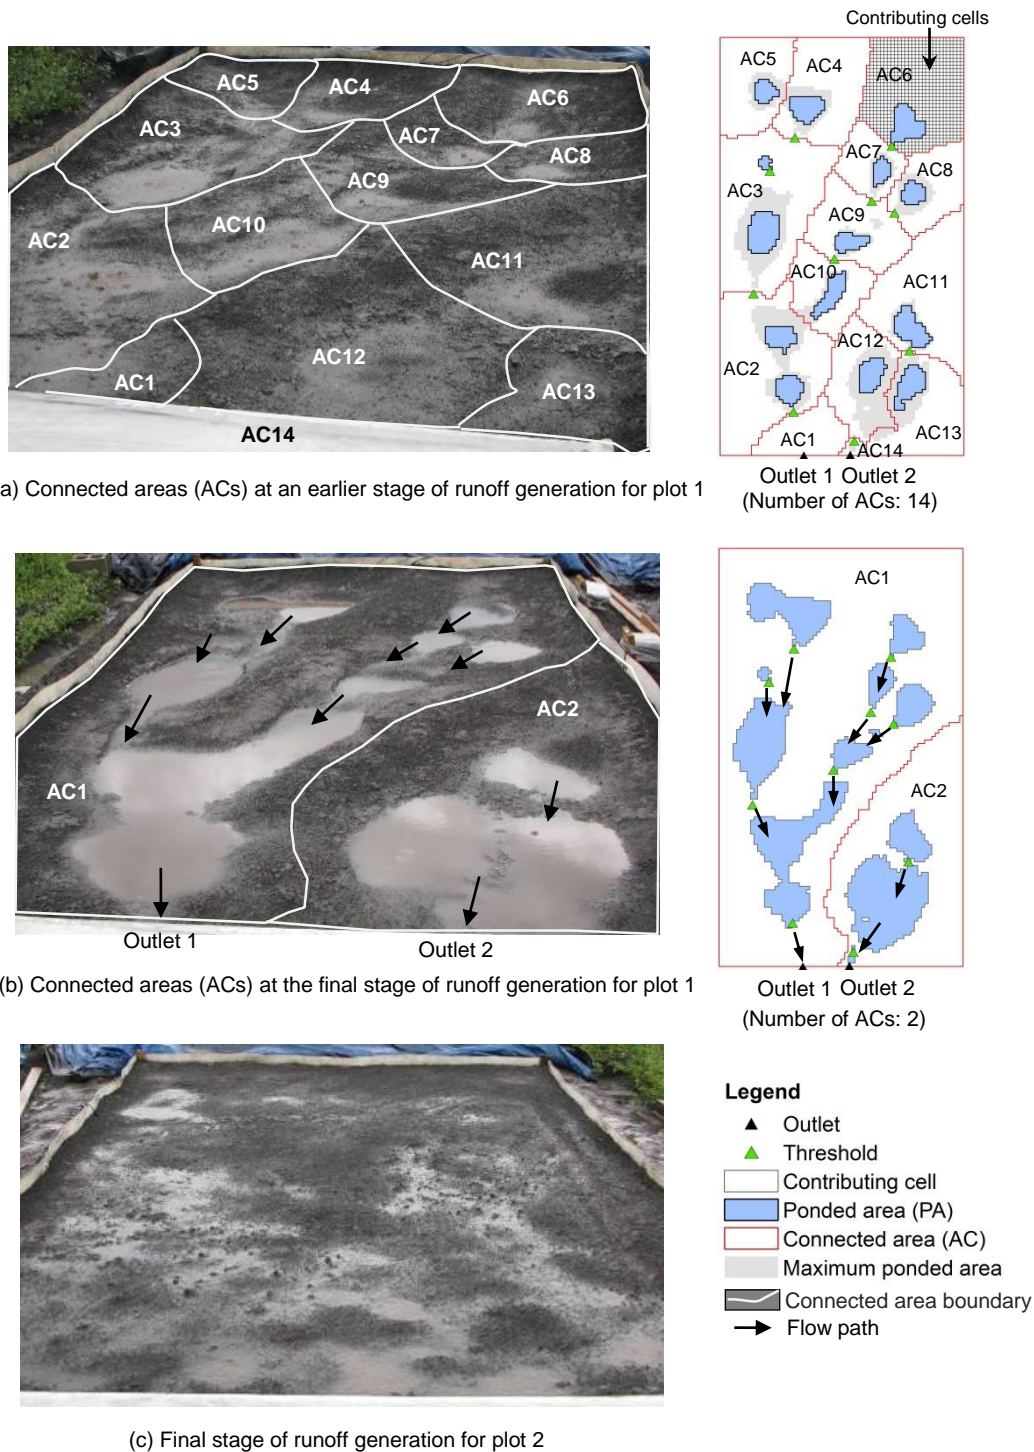 Contributing cells
AC5
AC4
AC6
AC3
AC7
AC8
AC9
AC2
AC10
AC11
AC12
AC1
AC13
AC14
AC5
AC4
AC6
AC7
AC8
AC3
AC9
AC10
AC11
AC12
AC2
AC13
AC1
AC14
Outlet 1 Outlet 2
(Number of ACs: 14)
a) Connected areas (ACs) at an earlier stage of runoff generation for plot 1
AC1
AC2
Outlet 1
Outlet 2
AC1
AC2
Outlet 1 Outlet 2
(Number of ACs: 2)
(b) Connected areas (ACs) at the final stage of runoff generation for plot 1
Legend
Outlet
Threshold
Contributing cell
Ponded area (PA)
Connected area (AC)
Maximum ponded area
Connected area boundary
Flow path
(c) Final stage of runoff generation for plot 2